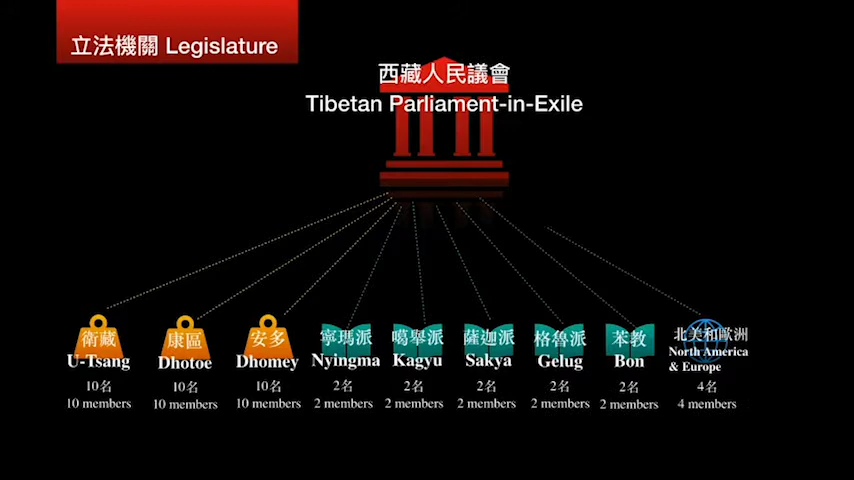 立法機關 Legislature
西藏人民議會
Tibetan Parliament-in-Exile
衛藏
U-Tsang
10名
10 members
康區
Dhotoe
10名
10 members
安多
Dhomey
10名
10 members
寧瑪派
Nyingma
2名
2 members
噶舉派
Kagyu
2名
2 members
薩迦派
Sakya
2名
2 members
格魯派
Gelug
2名
2 members
苯教
Bon
2名
2 members
北美和歐洲
North America
& Europe
4名
4 members